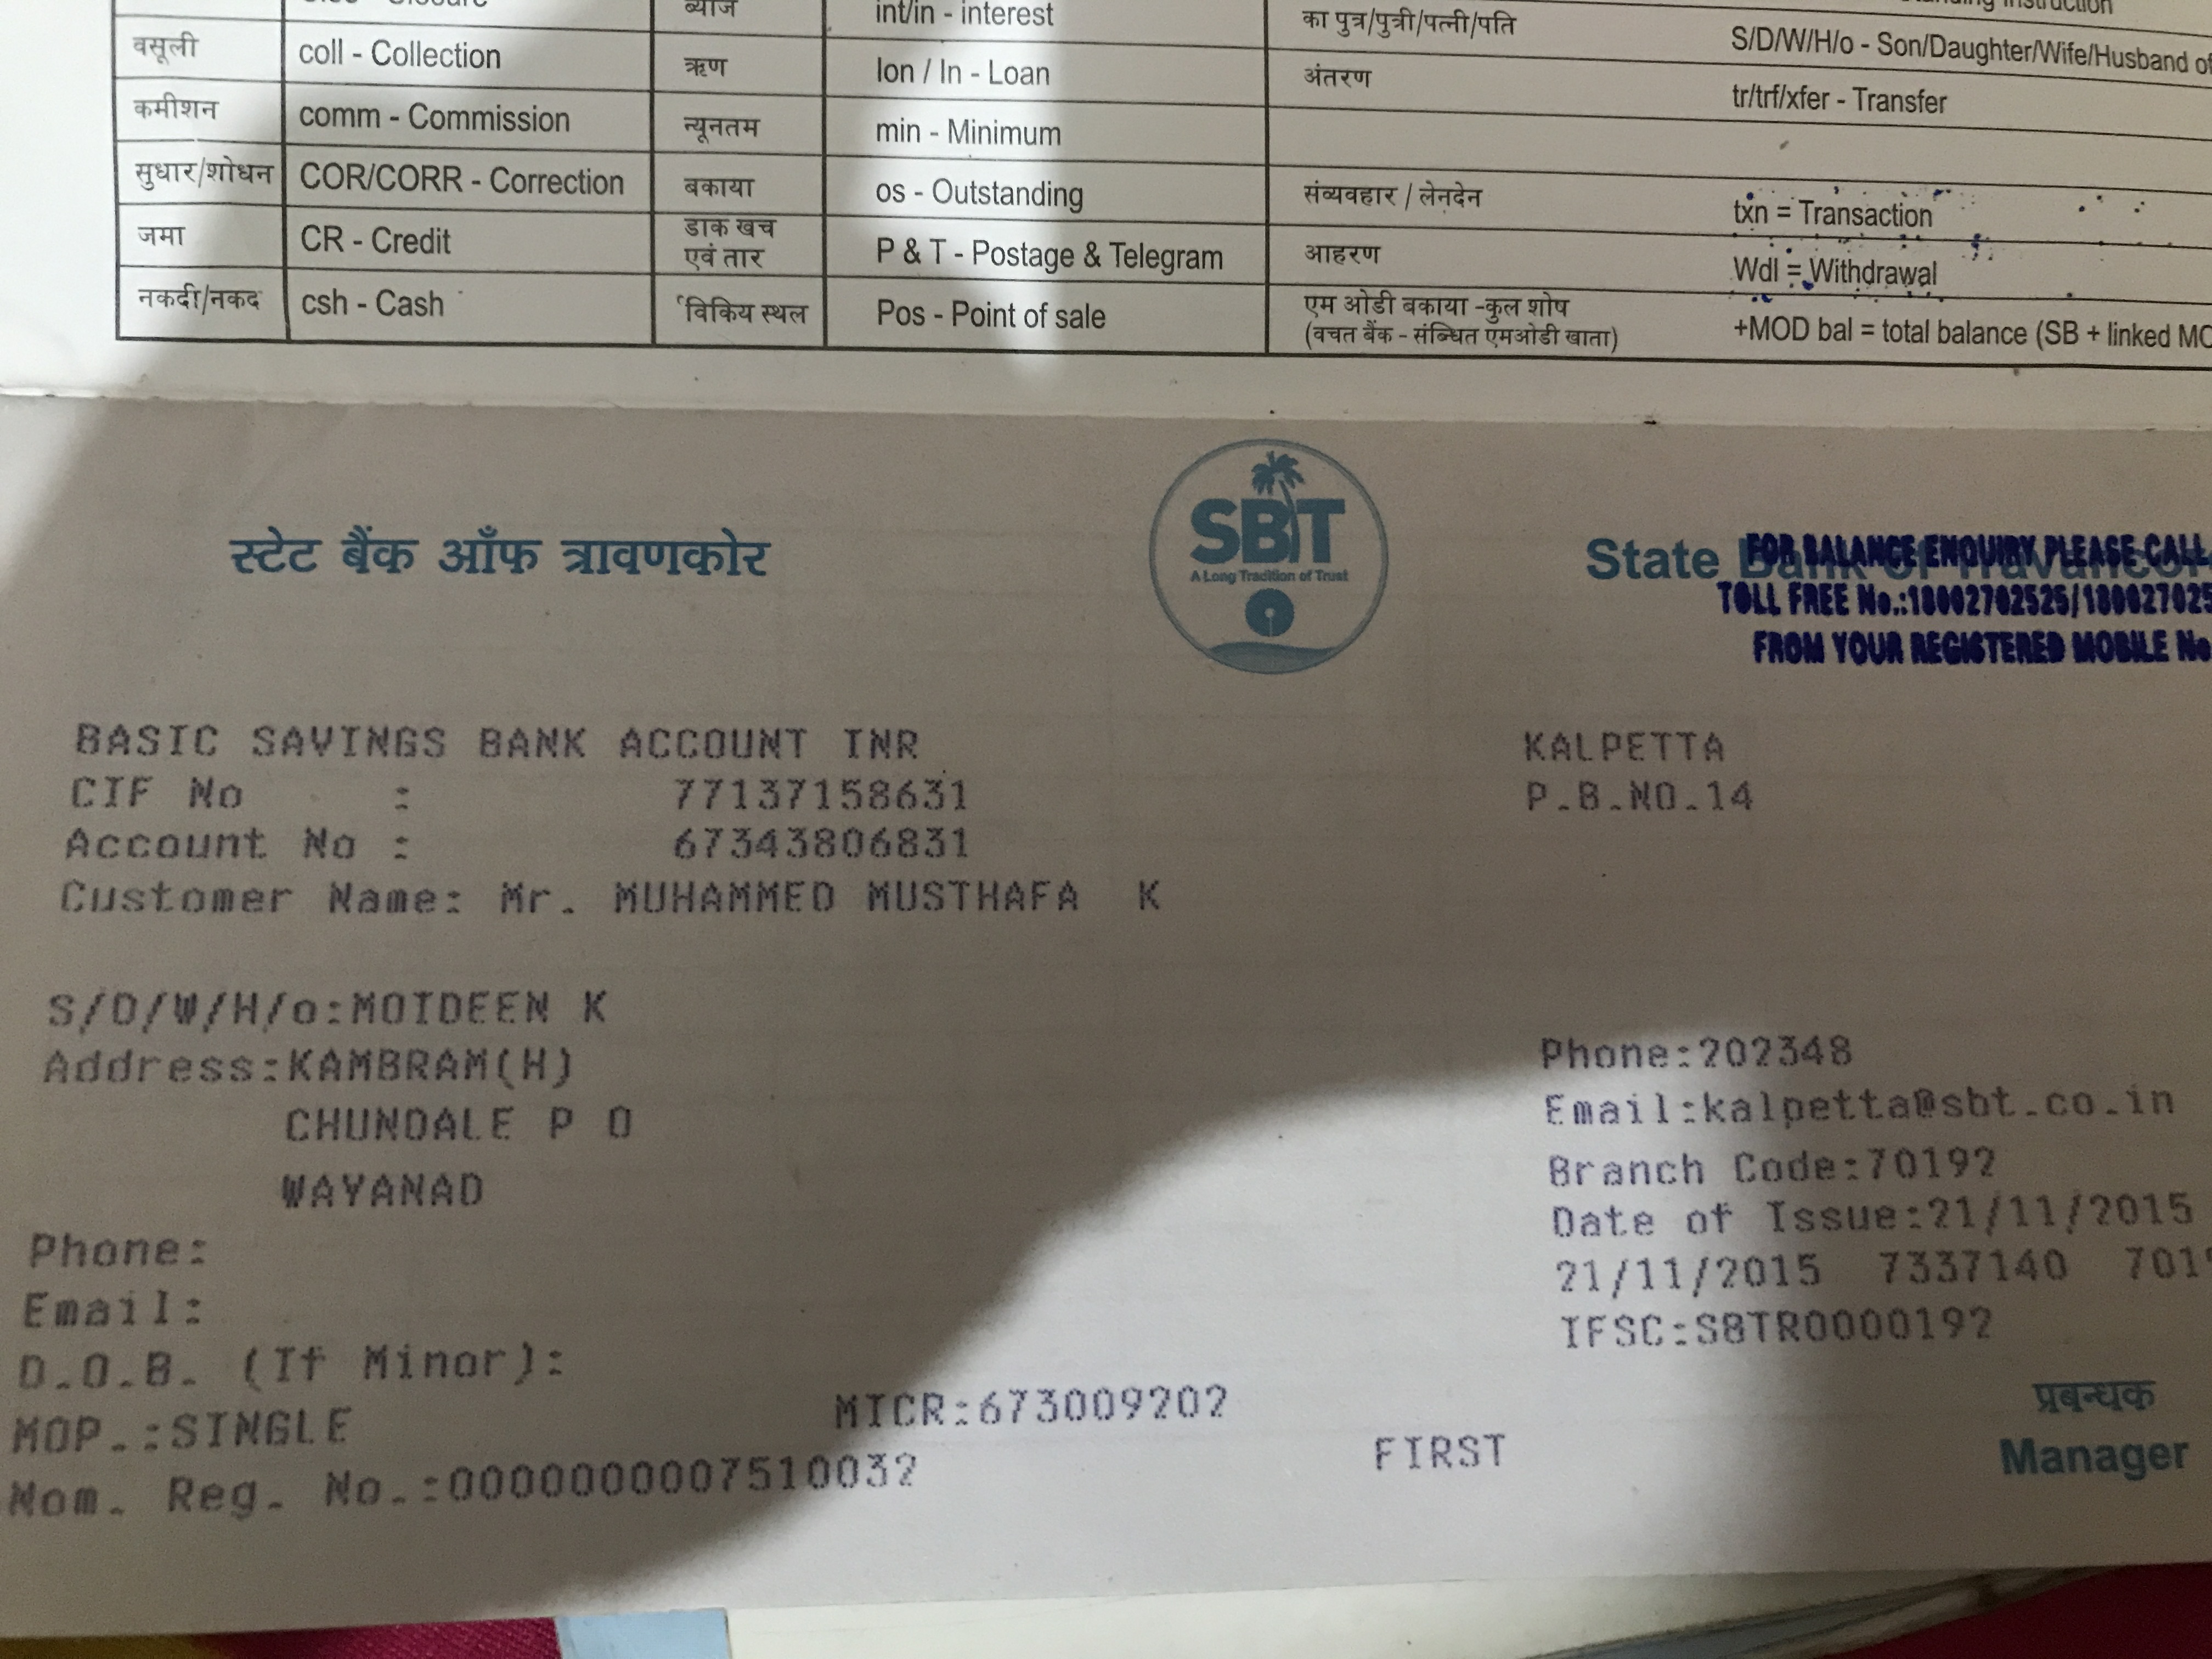 ब्याज int/in - interest का पुत्र/पुत्री/पत्नी/पति S/D/W/H/o - Son/Daughter/Wife/Husband of
वसूली coll - Collection ऋण lon / ln - Loan अंतरण tr/trf/xfer - Transfer
कमीशन comm - Commission न्यूनतम min - Minimum
सुधार/शोधन COR/CORR - Correction बकाया os - Outstanding संव्यवहार / लेनदेन txn = Transaction
जमा CR - Credit डाक खर्च एवं तार P & T - Postage & Telegram आहरण Wdl = Withdrawal
नकदी/नकद csh - Cash विकिय स्थल Pos - Point of sale एम ओडी बकाया -कुल शोप +MOD bal = total balance (SB + linked MO
(बचत बैंक - संन्धित एमओडी खाता)
स्टेट बैंक ऑफ त्रावणकोर
SBT
A Long Tradition of Trust
State Bank of Travancore
FOR BALANCE ENQUIRY PLEASE CALL
TOLL FREE No.:18002702525/180027025
FROM YOUR REGISTERED MOBILE No
BASIC SAVINGS BANK ACCOUNT INR KALPETTA
CIF No : 77137158631 P.B.NO.14
Account No : 67343806831
Customer Name: Mr. MUHAMMED MUSTHAFA K
S/D/W/H/o:MOIDEEN K Phone:202348
Address:KAMBRAM(H) Email:kalpetta@sbt.co.in
CHUNDALE P O Branch Code:70192
WAYANAD Date of Issue:21/11/2015
Phone: 21/11/2015 7337140 701
Email: IFSC:SBTR0000192
D.O.B. (If Minor):
MOP.:SINGLE MICR:673009202
Nom. Reg. No.:0000000007510032 FIRST
प्रबन्धक
Manager